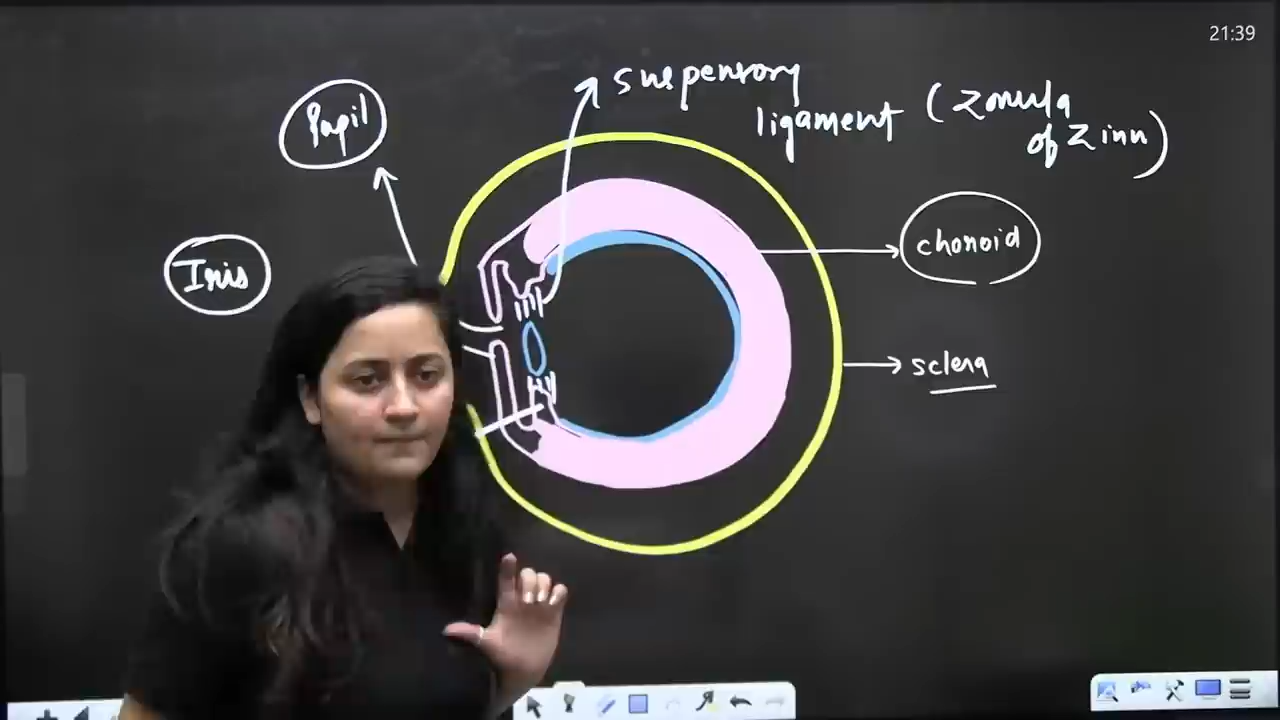 21:39
suspensory
ligament (Zonula
of Zinn)
Pupil
choroid
Iris
sclera